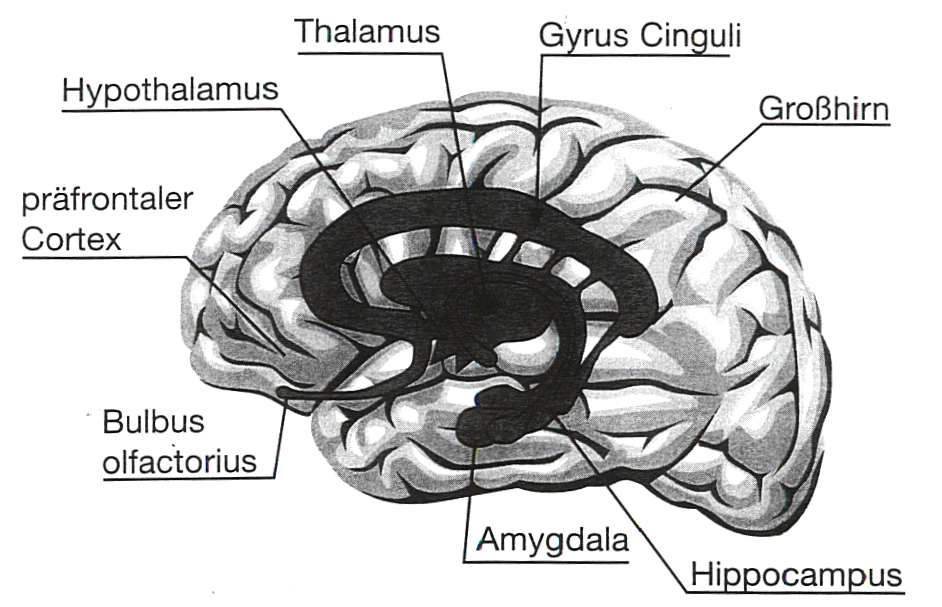 Thalamus
Gyrus Cinguli
Hypothalamus
Großhirn
präfrontaler
Cortex
Bulbus
olfactorius
Amygdala
Hippocampus